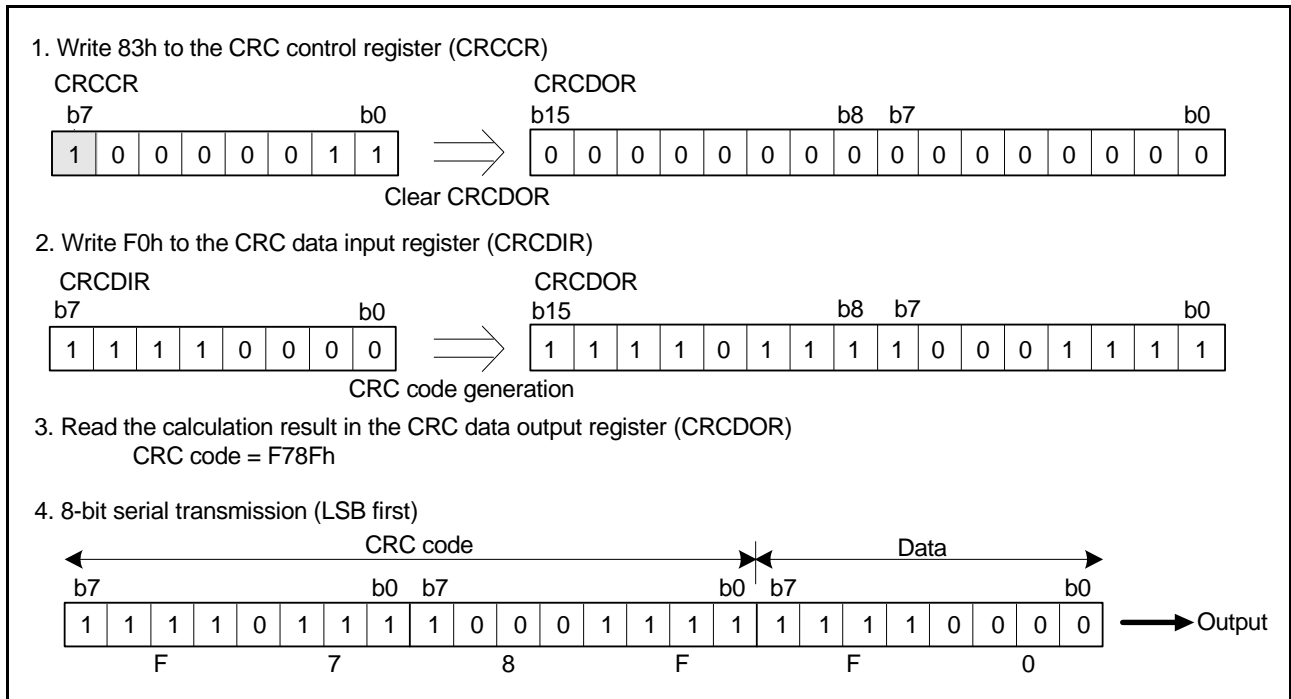 1. Write 83h to the CRC control register (CRCCR)
CRCCR CRCDOR
b7 b0 b15 b8 b7 b0
1 0 0 0 0 0 1 1 0 0 0 0 0 0 0 0 0 0 0 0 0 0 0 0
Clear CRCDOR
2. Write F0h to the CRC data input register (CRCDIR)
CRCDIR CRCDOR
b7 b0 b15 b8 b7 b0
1 1 1 1 0 0 0 0 1 1 1 1 0 1 1 1 1 0 0 0 1 1 1 1
CRC code generation
3. Read the calculation result in the CRC data output register (CRCDOR)
CRC code = F78Fh
4. 8-bit serial transmission (LSB first)
CRC code Data
b7 b0 b7 b0 b7 b0
1 1 1 1 0 1 1 1 1 0 0 0 1 1 1 1 1 1 1 1 0 0 0 0 Output
F 7 8 F F 0